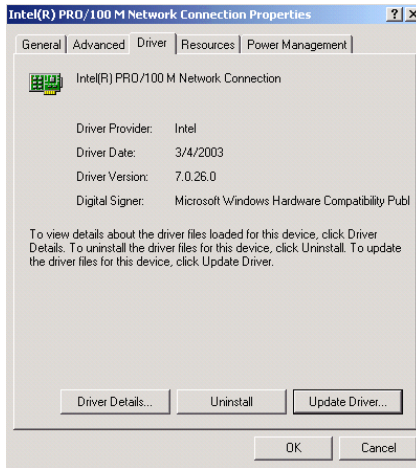 Intel(R) PRO/100 M Network Connection Properties
General Advanced Driver Resources Power Management
Intel(R) PRO/100 M Network Connection
Driver Provider: Intel
Driver Date: 3/4/2003
Driver Version: 7.0.26.0
Digital Signer: Microsoft Windows Hardware Compatibility Publ
To view details about the driver files loaded for this device, click Driver
Details. To uninstall the driver files for this device, click Uninstall. To update
the driver files for this device, click Update Driver.
Driver Details... Uninstall Update Driver...
OK Cancel